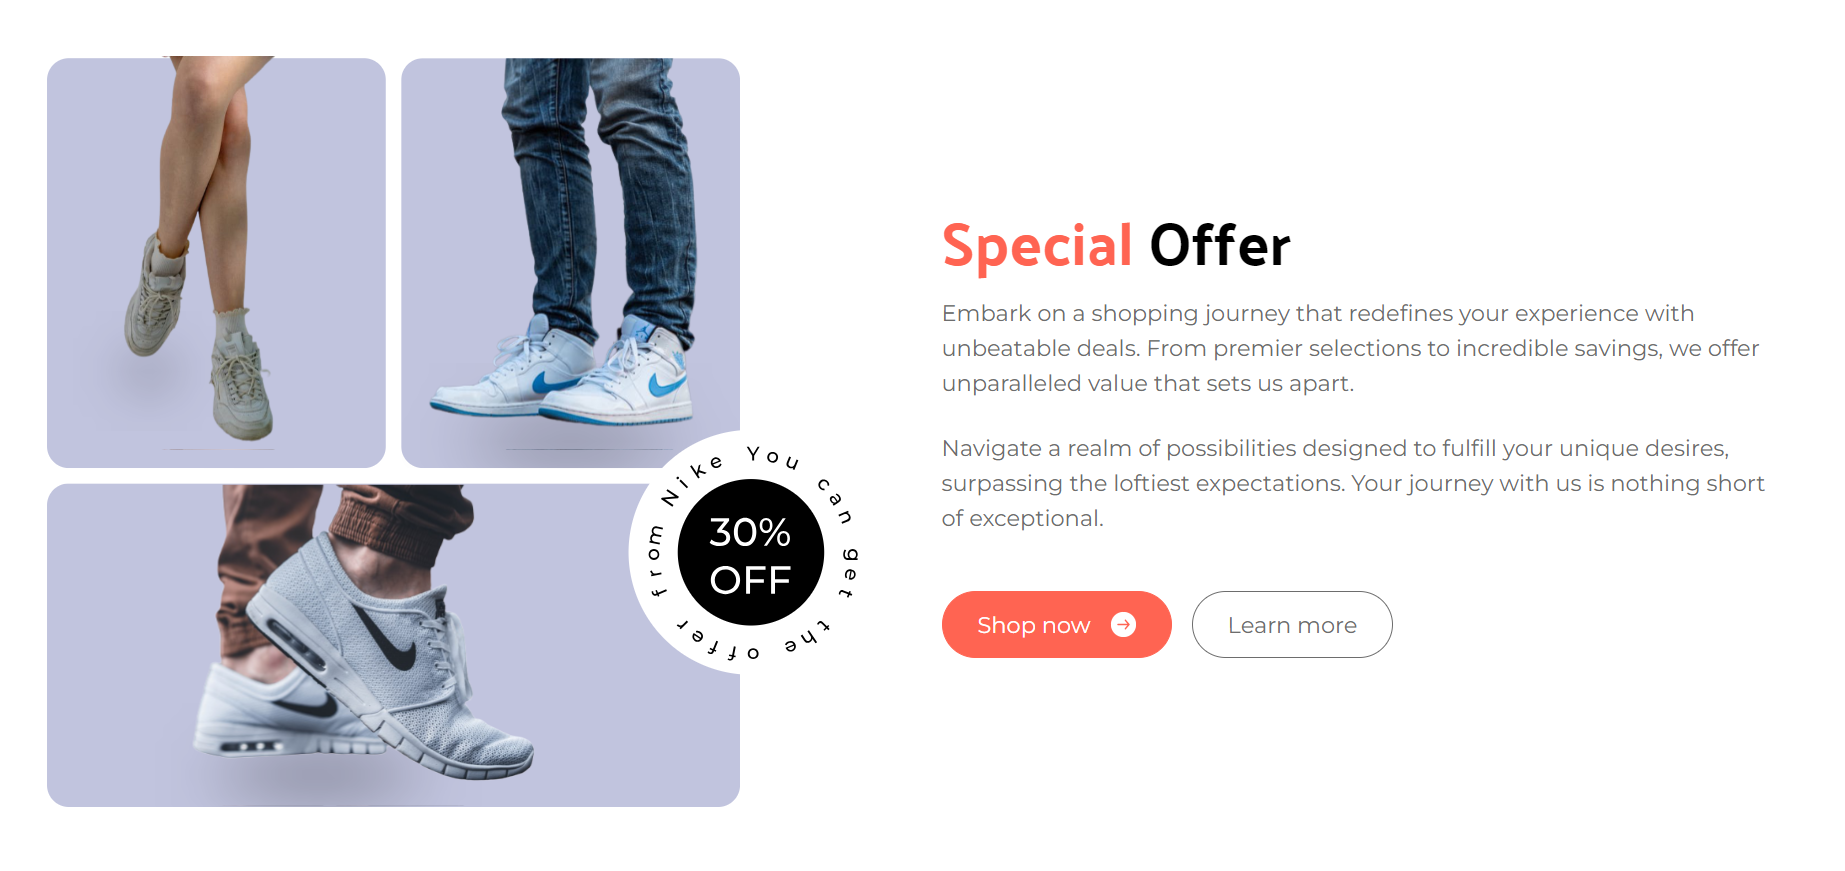 You can get the offer from Nike
30%
OFF
Special Offer
Embark on a shopping journey that redefines your experience with
unbeatable deals. From premier selections to incredible savings, we offer
unparalleled value that sets us apart.
Navigate a realm of possibilities designed to fulfill your unique desires,
surpassing the loftiest expectations. Your journey with us is nothing short
of exceptional.
Shop now
Learn more